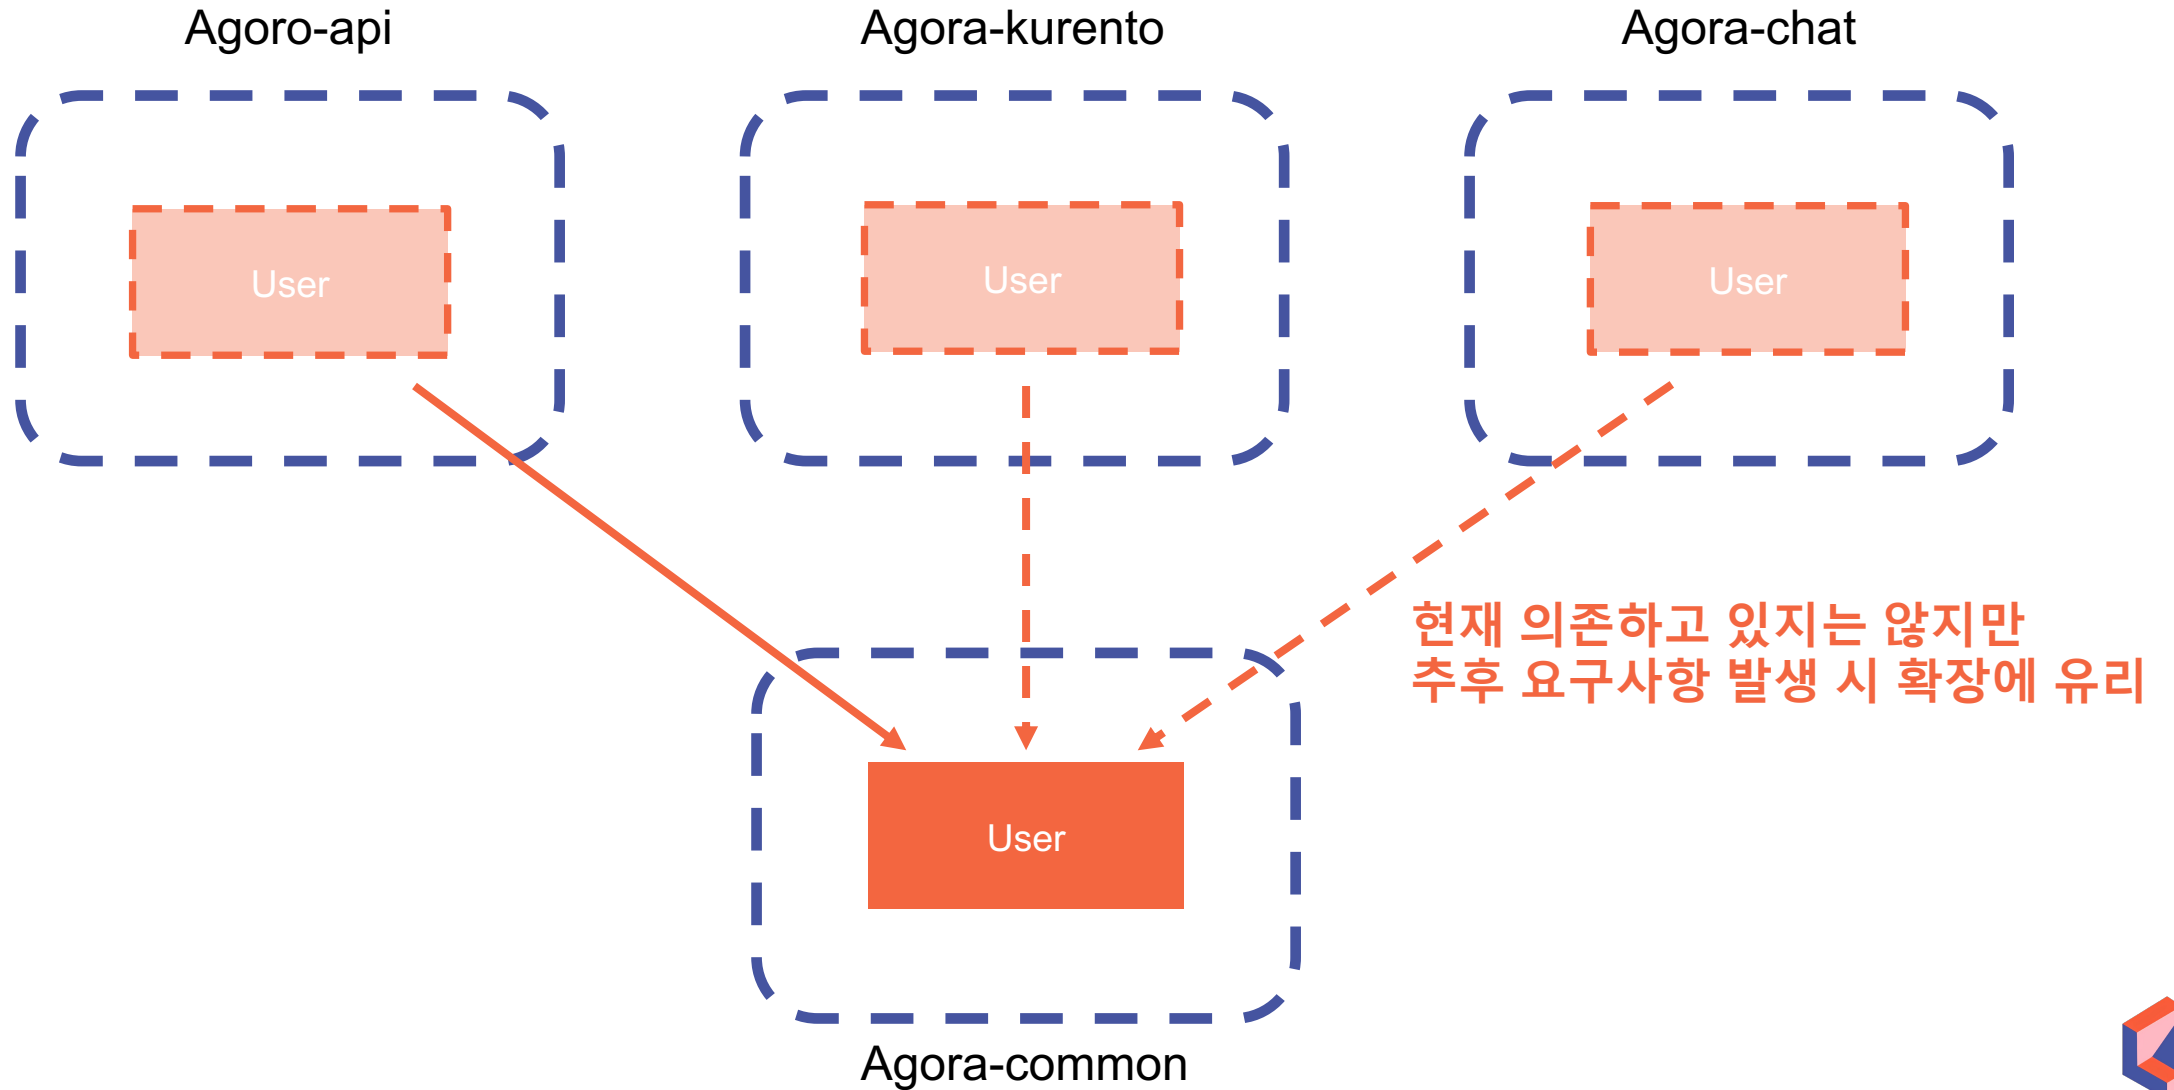 Agoro-api
Agora-kurento
Agora-chat
User
User
User
현재 의존하고 있지는 않지만
추후 요구사항 발생 시 확장에 유리
User
Agora-common